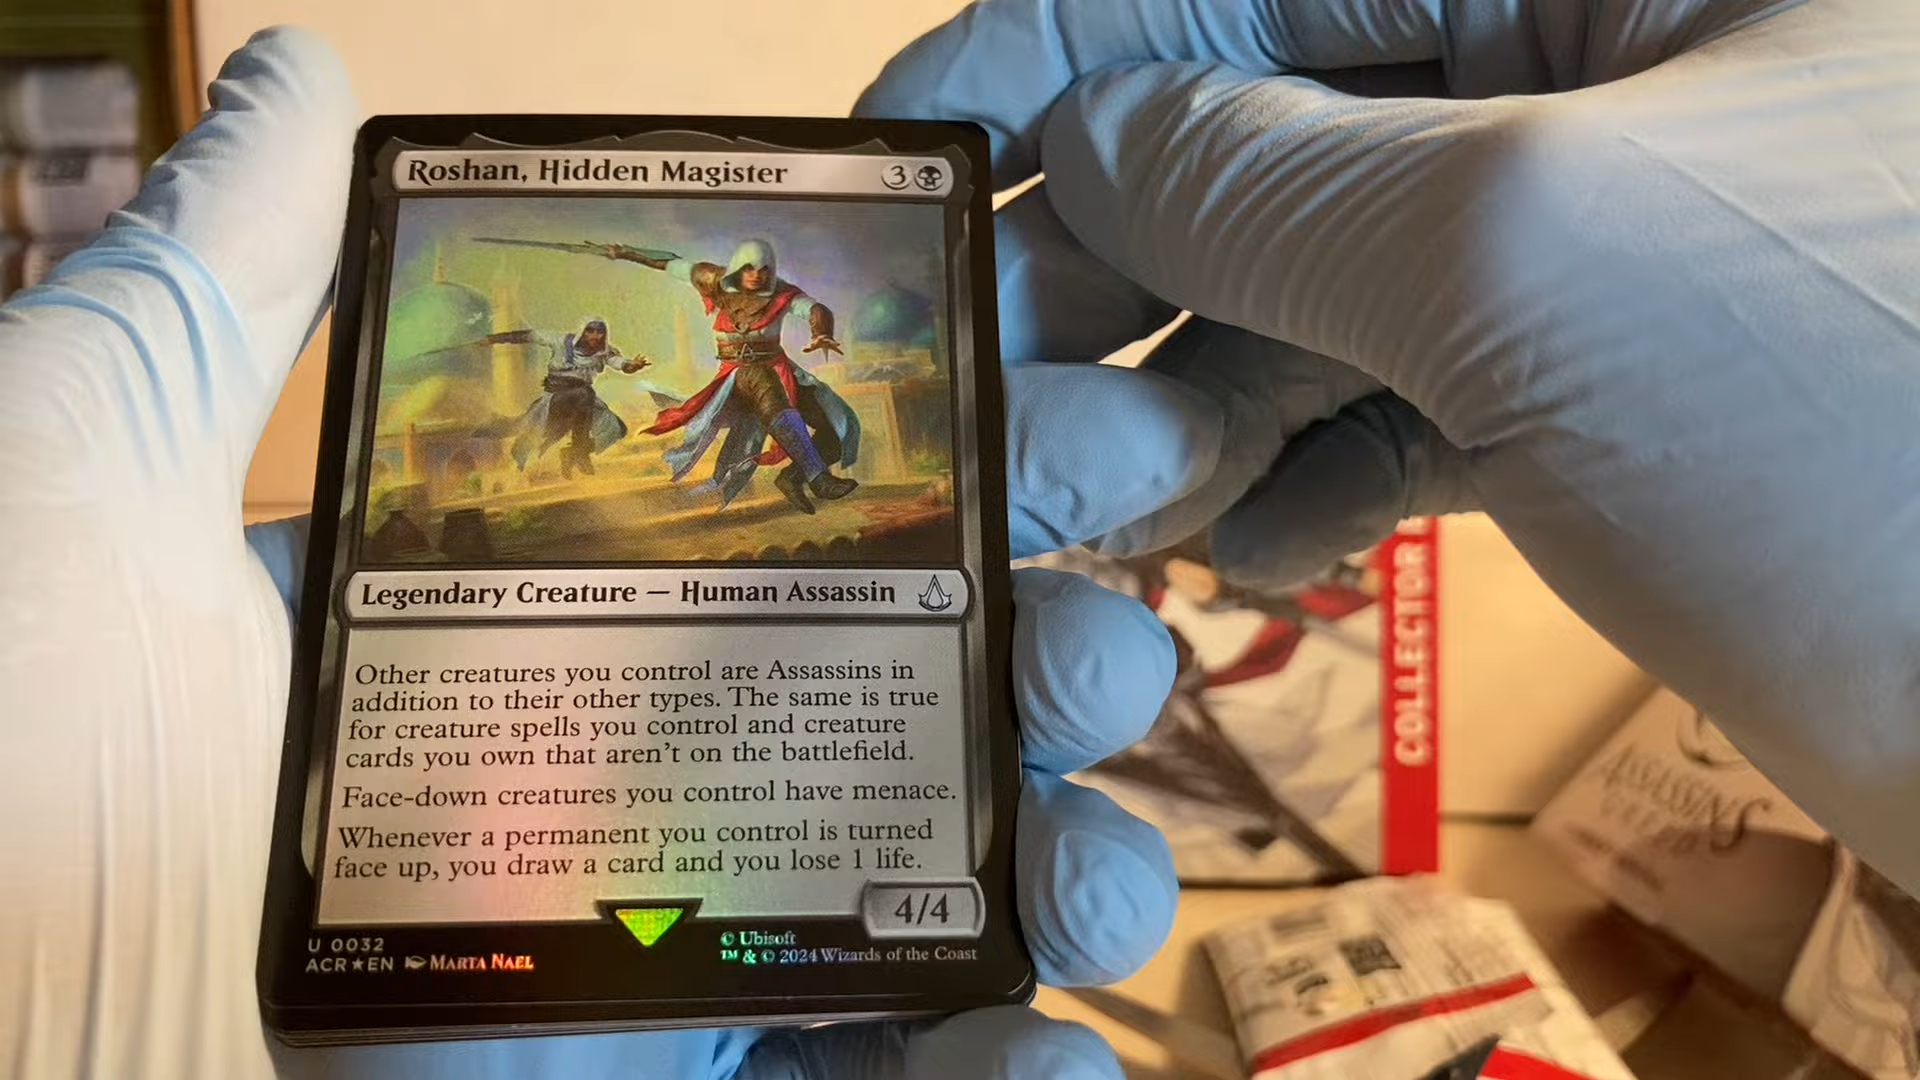 Roshan, Hidden Magister 3
Legendary Creature — Human Assassin
Other creatures you control are Assassins in
addition to their other types. The same is true
for creature spells you control and creature
cards you own that aren't on the battlefield.
Face-down creatures you control have menace.
Whenever a permanent you control is turned
face up, you draw a card and you lose 1 life.
4/4
U 0032
ACR★EN MARTA NAEL
© Ubisoft
™ & © 2024 Wizards of the Coast
COLLECTOR
ASSASSIN'S
CREED